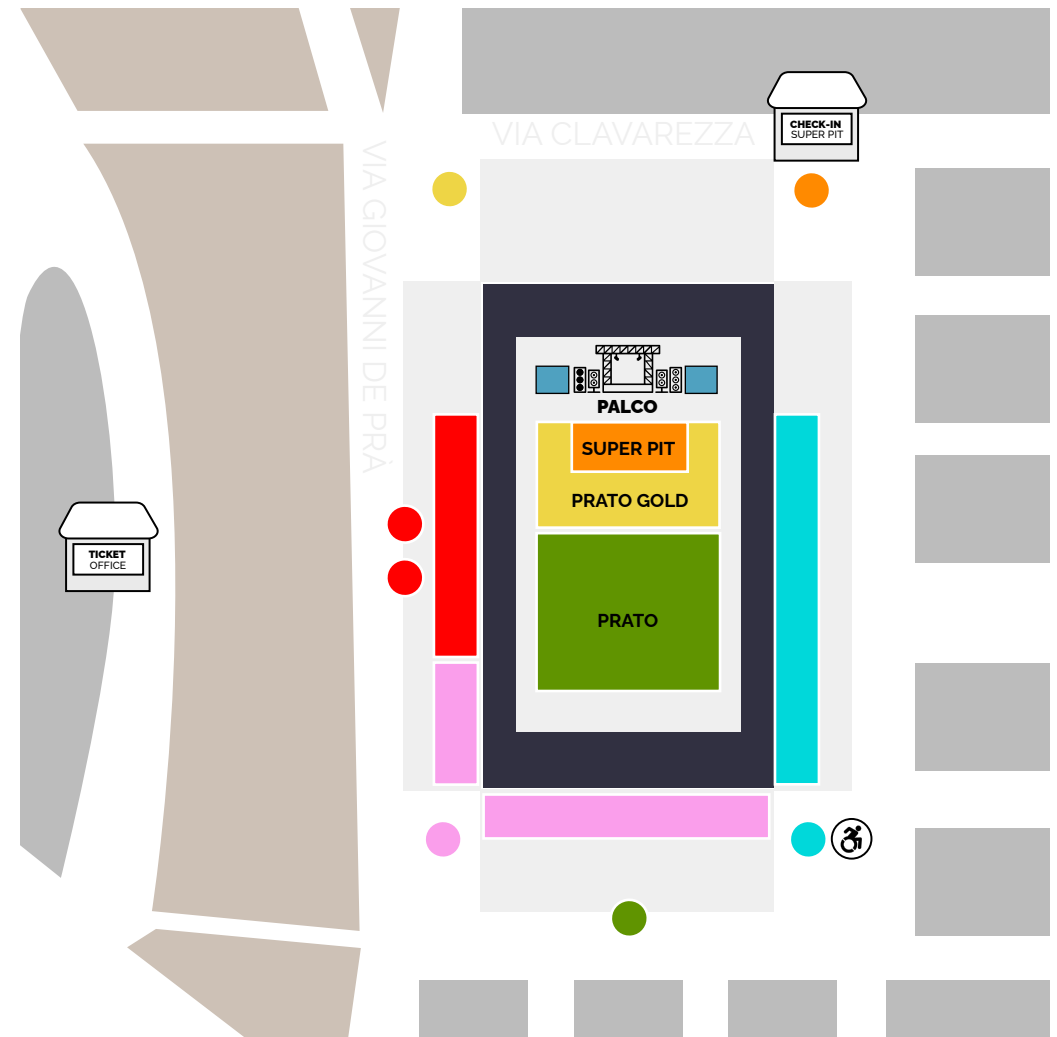 VIA CLAVAREZZA
CHECK-IN
SUPER PIT
VIA GIOVANNI DE PRÀ
PALCO
SUPER PIT
PRATO GOLD
TICKET
OFFICE
PRATO